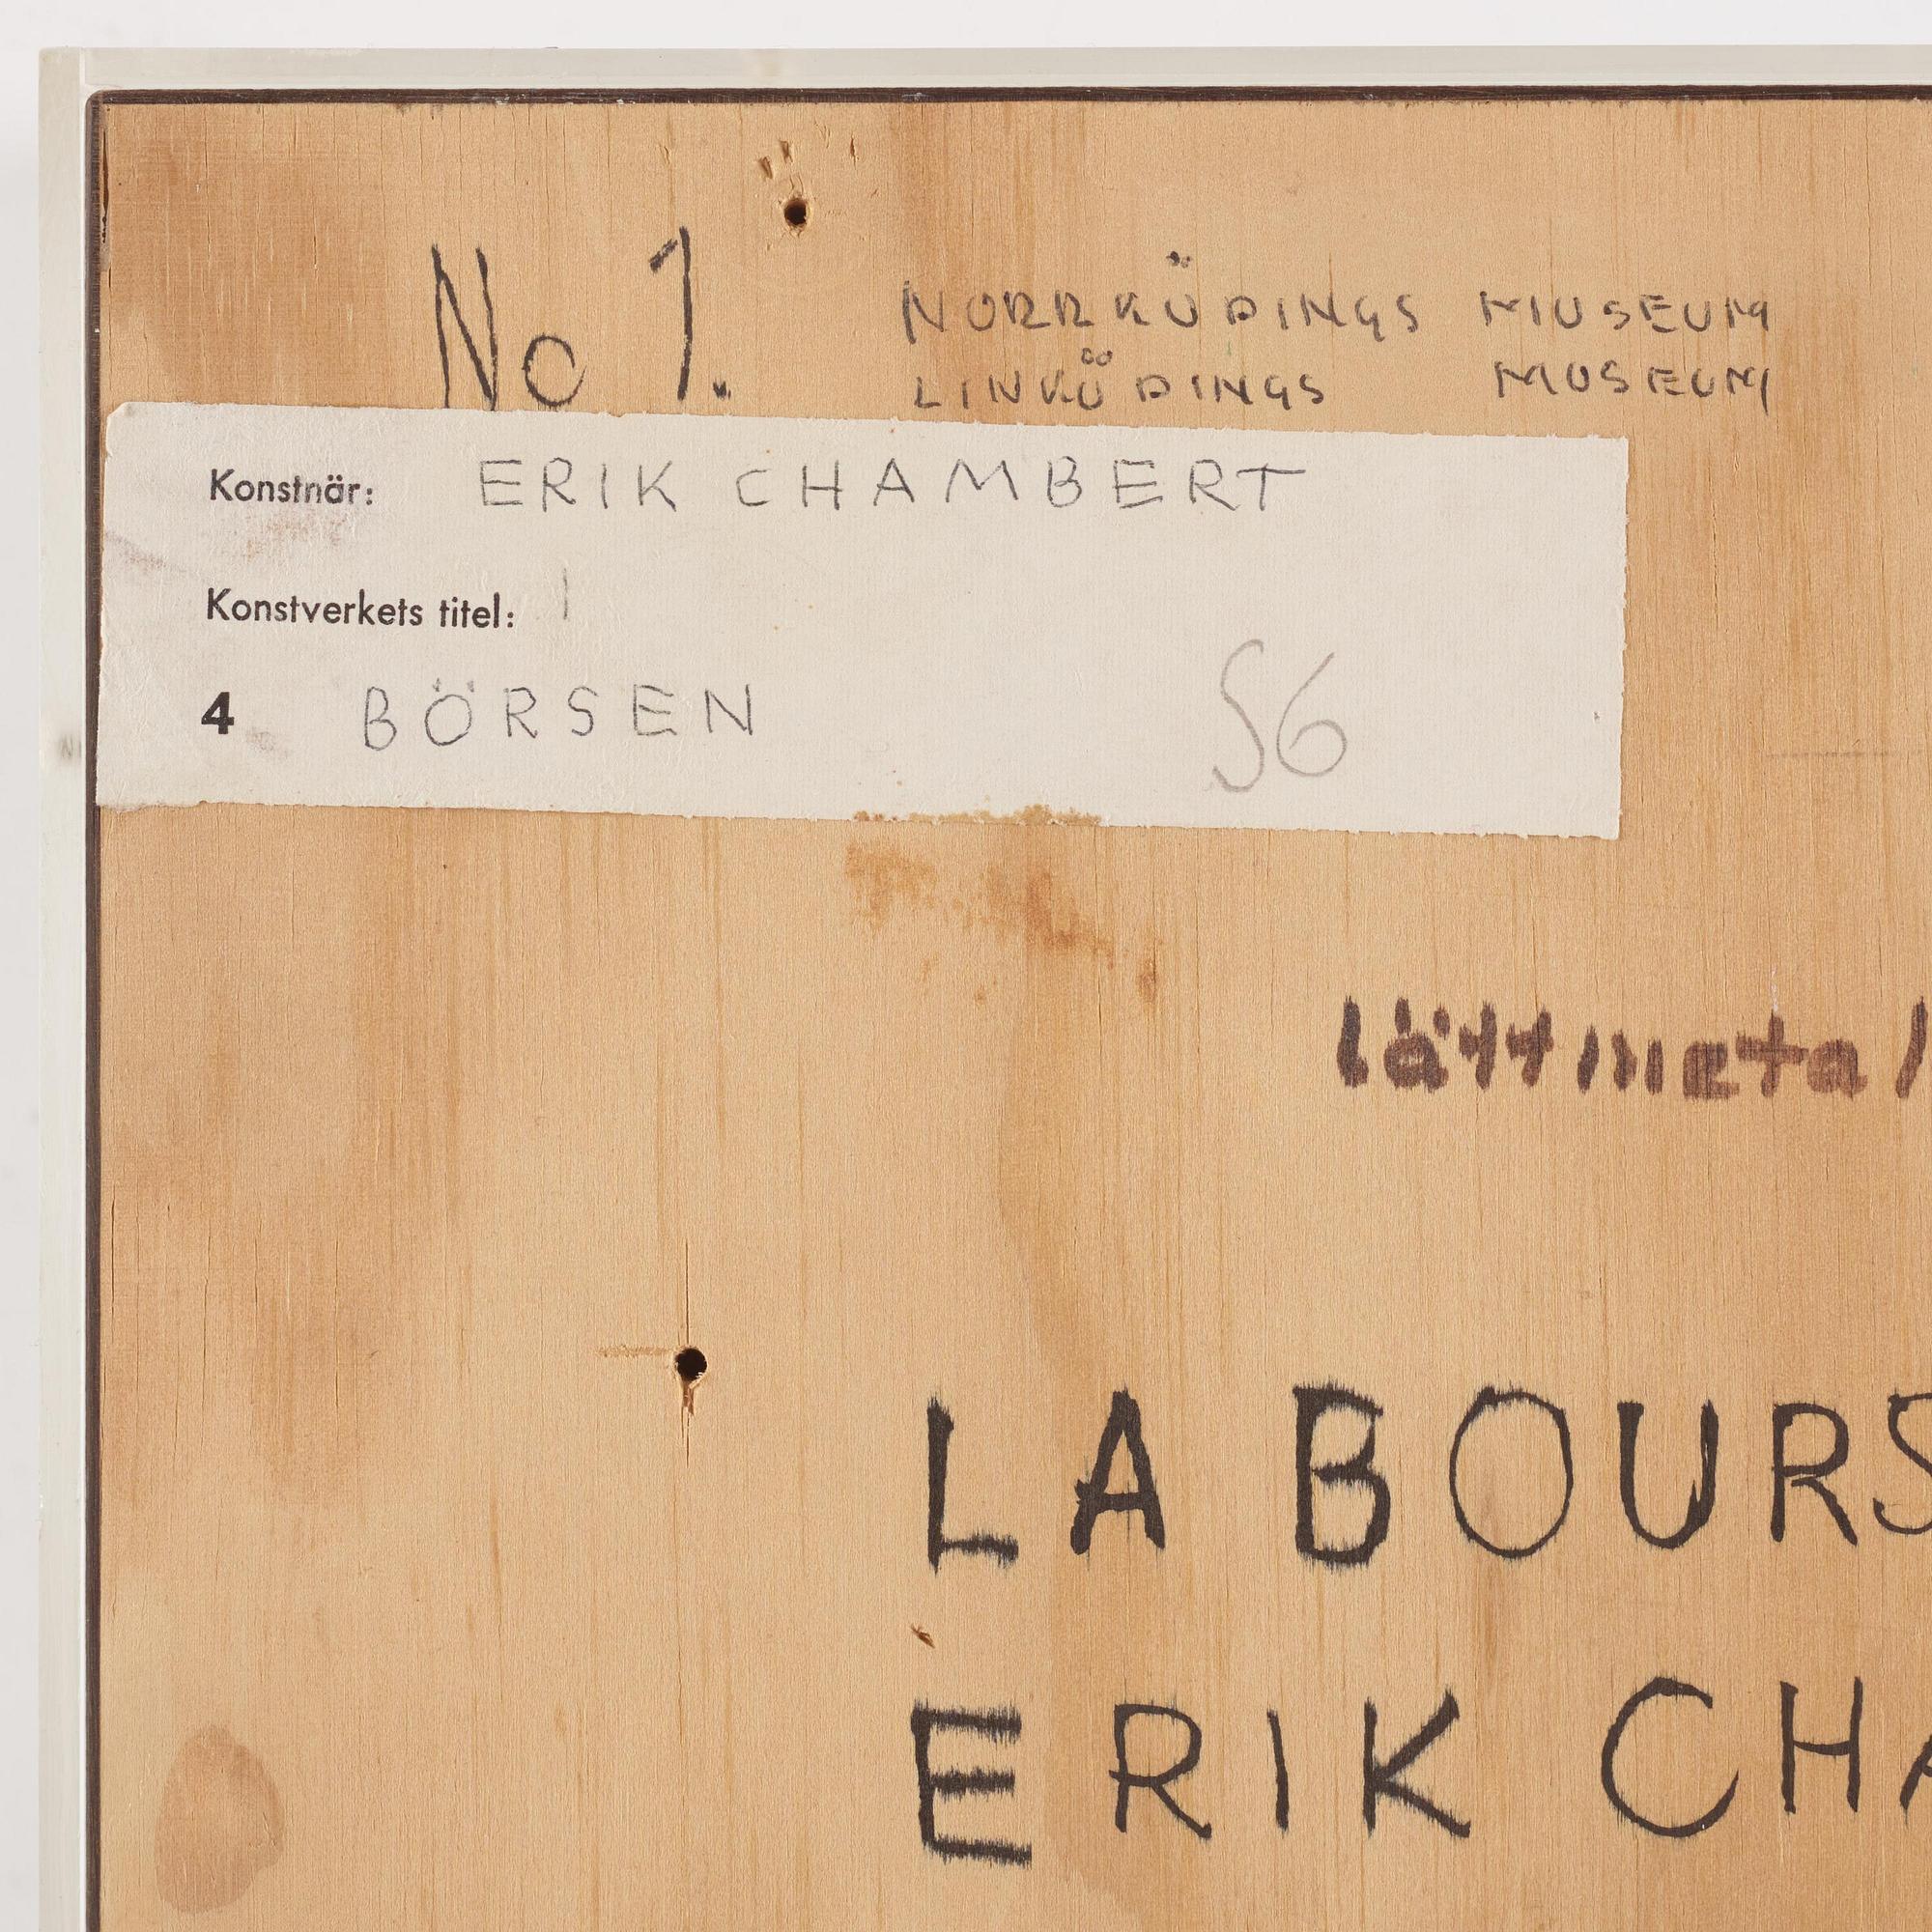 No 1.
NORRKÖPINGS MUSEUM
LINKÖPINGS MUSEUM
Konstnär: ERIK CHAMBERT
Konstverkets titel:
4 BÖRSEN
56
lättmetal
LA BOURS
ERIK CHA